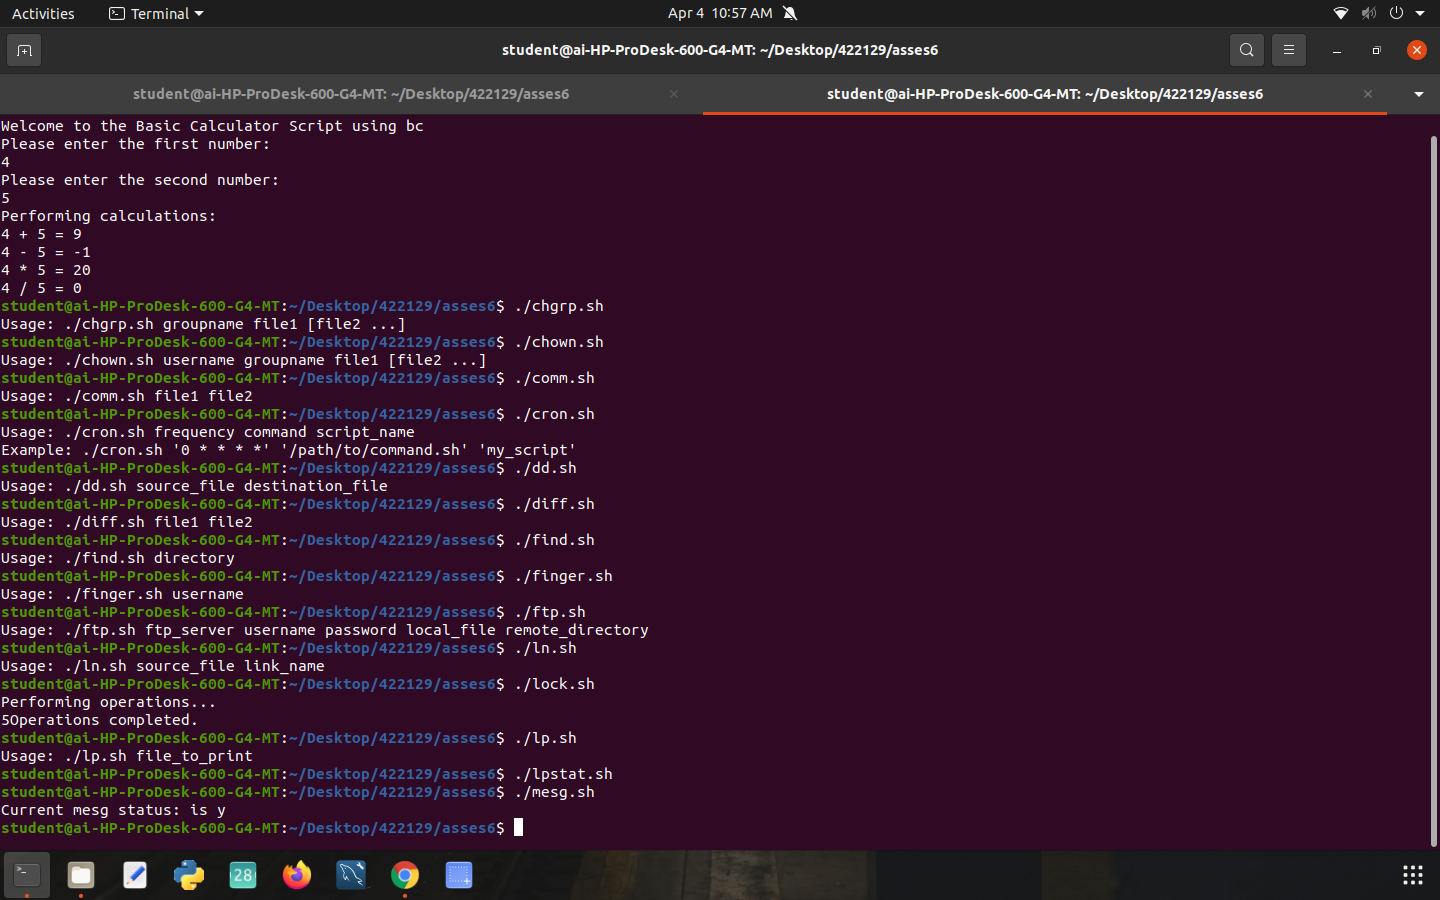 Activities Terminal Apr 4 10:57 AM
student@ai-HP-ProDesk-600-G4-MT: ~/Desktop/422129/asses6
student@ai-HP-ProDesk-600-G4-MT: ~/Desktop/422129/asses6 student@ai-HP-ProDesk-600-G4-MT: ~/Desktop/422129/asses6
Welcome to the Basic Calculator Script using bc
Please enter the first number:
4
Please enter the second number:
5
Performing calculations:
4 + 5 = 9
4 - 5 = -1
4 * 5 = 20
4 / 5 = 0
student@ai-HP-ProDesk-600-G4-MT:~/Desktop/422129/asses6$ ./chgrp.sh
Usage: ./chgrp.sh groupname file1 [file2 ...]
student@ai-HP-ProDesk-600-G4-MT:~/Desktop/422129/asses6$ ./chown.sh
Usage: ./chown.sh username groupname file1 [file2 ...]
student@ai-HP-ProDesk-600-G4-MT:~/Desktop/422129/asses6$ ./comm.sh
Usage: ./comm.sh file1 file2
student@ai-HP-ProDesk-600-G4-MT:~/Desktop/422129/asses6$ ./cron.sh
Usage: ./cron.sh frequency command script_name
Example: ./cron.sh '0 * * * *' '/path/to/command.sh' 'my_script'
student@ai-HP-ProDesk-600-G4-MT:~/Desktop/422129/asses6$ ./dd.sh
Usage: ./dd.sh source_file destination_file
student@ai-HP-ProDesk-600-G4-MT:~/Desktop/422129/asses6$ ./diff.sh
Usage: ./diff.sh file1 file2
student@ai-HP-ProDesk-600-G4-MT:~/Desktop/422129/asses6$ ./find.sh
Usage: ./find.sh directory
student@ai-HP-ProDesk-600-G4-MT:~/Desktop/422129/asses6$ ./finger.sh
Usage: ./finger.sh username
student@ai-HP-ProDesk-600-G4-MT:~/Desktop/422129/asses6$ ./ftp.sh
Usage: ./ftp.sh ftp_server username password local_file remote_directory
student@ai-HP-ProDesk-600-G4-MT:~/Desktop/422129/asses6$ ./ln.sh
Usage: ./ln.sh source_file link_name
student@ai-HP-ProDesk-600-G4-MT:~/Desktop/422129/asses6$ ./lock.sh
Performing operations...
5Operations completed.
student@ai-HP-ProDesk-600-G4-MT:~/Desktop/422129/asses6$ ./lp.sh
Usage: ./lp.sh file_to_print
student@ai-HP-ProDesk-600-G4-MT:~/Desktop/422129/asses6$ ./lpstat.sh
student@ai-HP-ProDesk-600-G4-MT:~/Desktop/422129/asses6$ ./mesg.sh
Current mesg status: is y
student@ai-HP-ProDesk-600-G4-MT:~/Desktop/422129/asses6$
28